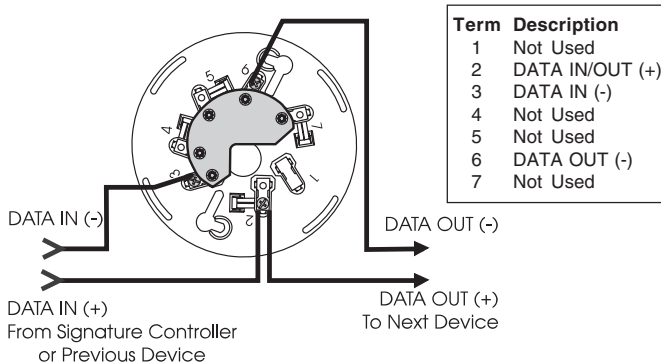 Term Description
1 Not Used
2 DATA IN/OUT (+)
3 DATA IN (-)
4 Not Used
5 Not Used
6 DATA OUT (-)
7 Not Used
6
5
4
7
3
1
2
DATA IN (-)
DATA OUT (-)
DATA IN (+)
From Signature Controller
or Previous Device
DATA OUT (+)
To Next Device